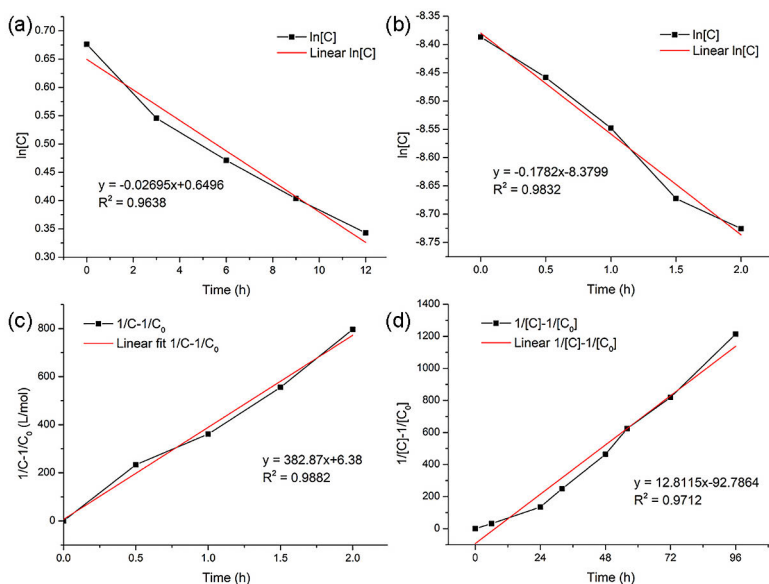 (a)
ln[C]
Linear ln[C]
0.70
0.65
0.60
0.55
0.50
0.45
0.40
0.35
0.30
ln[C]
y = -0.02695x+0.6496
R² = 0.9638
0 2 4 6 8 10 12
Time (h)
(b)
ln[C]
Linear ln[C]
-8.35
-8.40
-8.45
-8.50
-8.55
-8.60
-8.65
-8.70
-8.75
ln[C]
y = -0.1782x-8.3799
R² = 0.9832
0.0 0.5 1.0 1.5 2.0
Time (h)
(c)
1/C-1/C₀
Linear fit 1/C-1/C₀
800
600
400
200
0
1/C-1/C₀ (L/mol)
y = 382.87x+6.38
R² = 0.9882
0.0 0.5 1.0 1.5 2.0
Time (h)
(d)
1/[C]-1/[C₀]
Linear 1/[C]-1/[C₀]
1400
1200
1000
800
600
400
200
0
1/[C]-1/[C₀]
y = 12.8115x-92.7864
R² = 0.9712
0 24 48 72 96
Time (h)